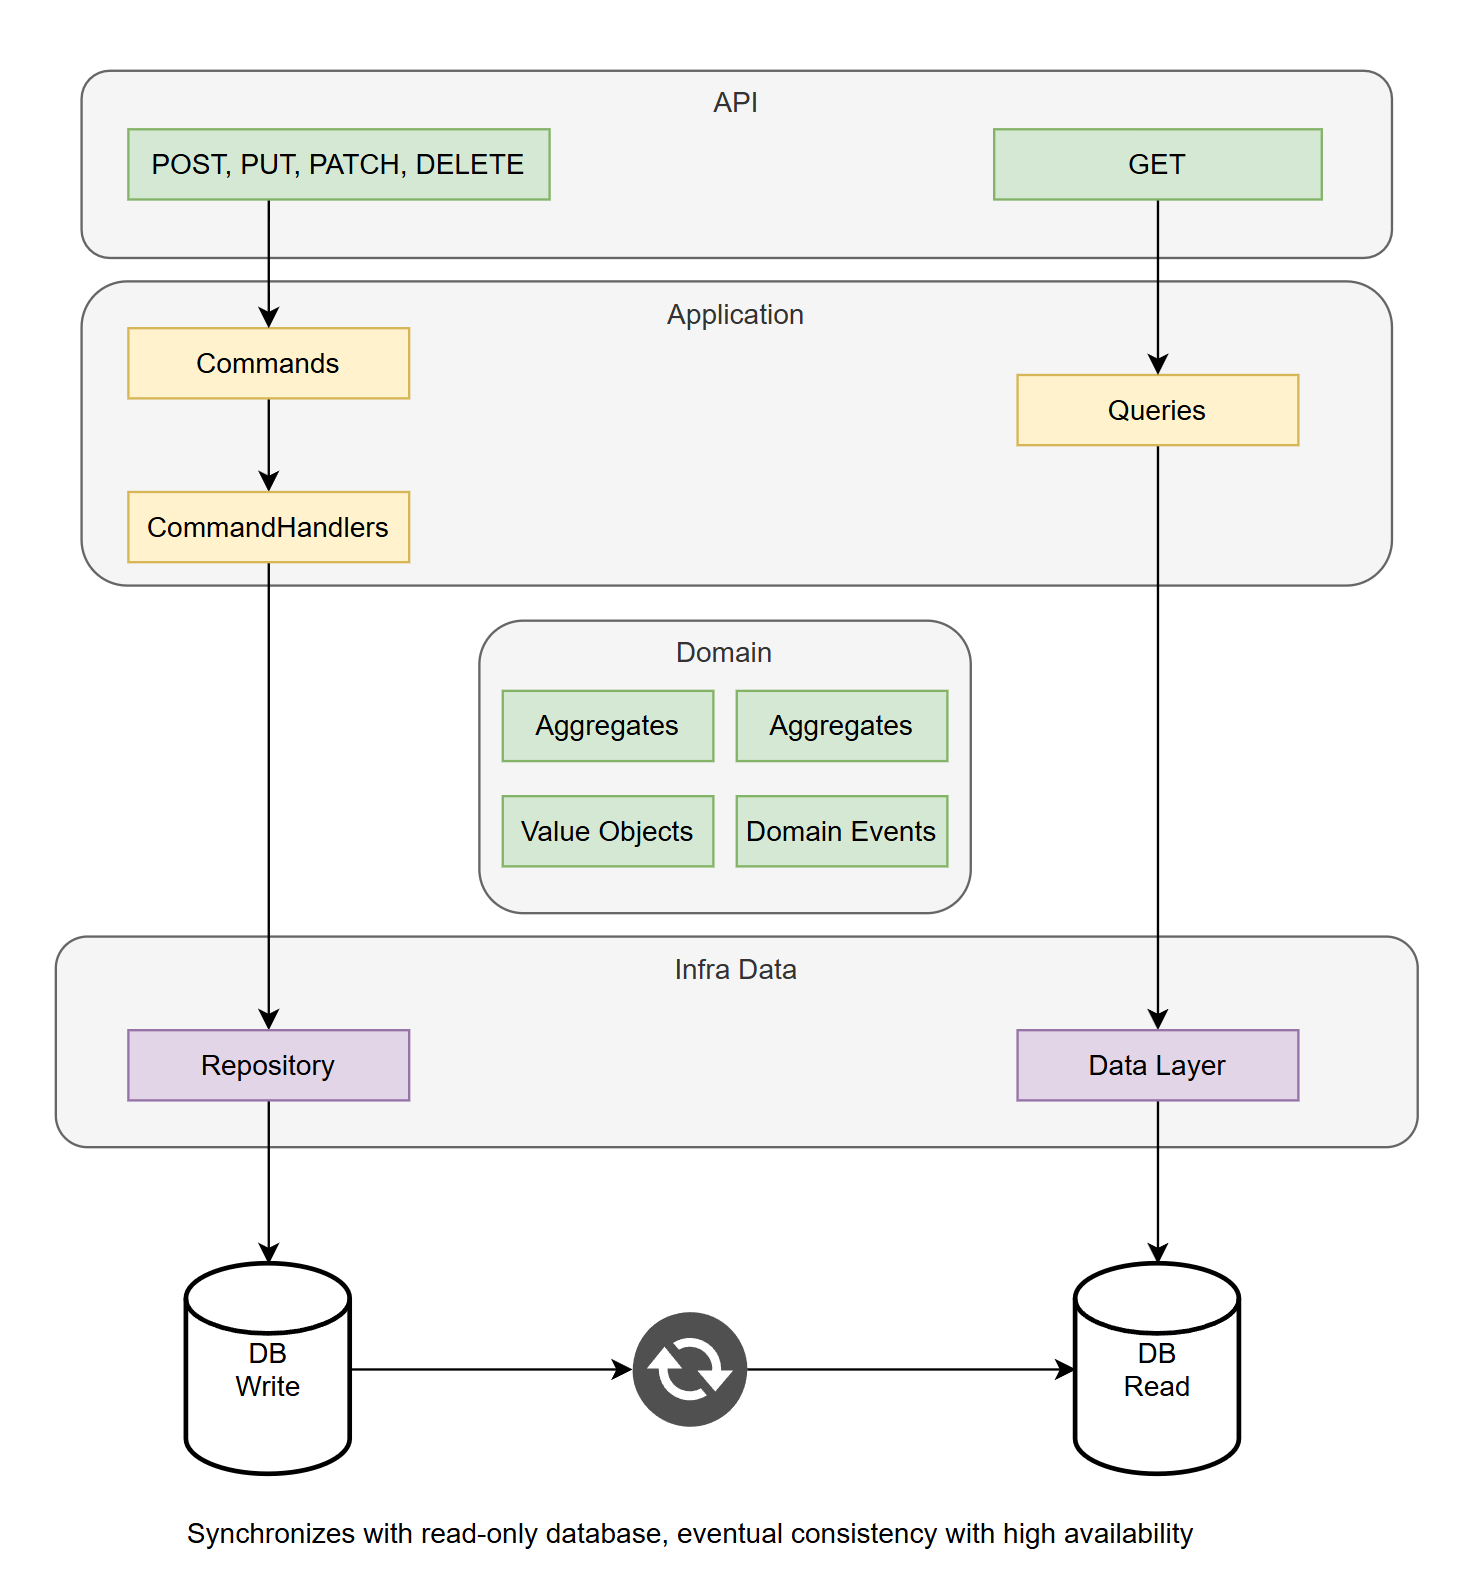 API
POST, PUT, PATCH, DELETE
GET
Application
Commands
Queries
CommandHandlers
Domain
Aggregates
Aggregates
Value Objects
Domain Events
Infra Data
Repository
Data Layer
DB
Write
DB
Read
Synchronizes with read-only database, eventual consistency with high availability